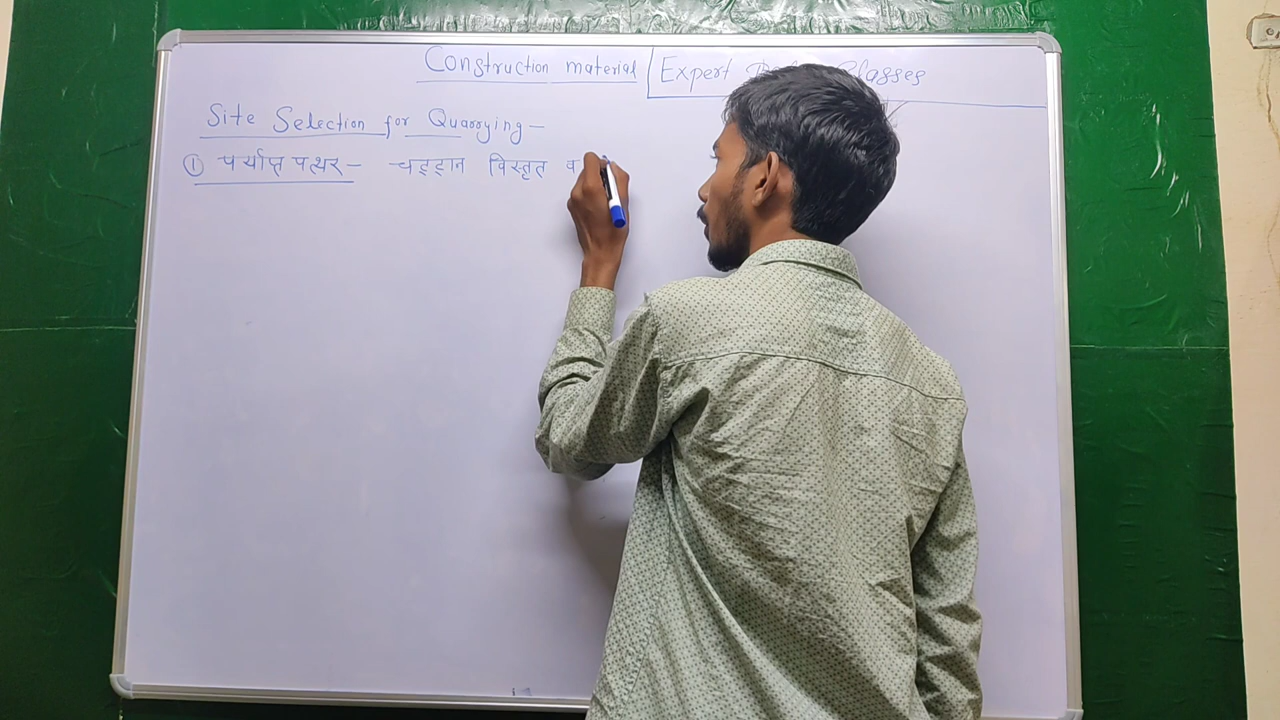 Construction material Expert Classes
Site Selection for Quarrying -
① पर्याप्त पत्थर - चट्टान विस्तृत व